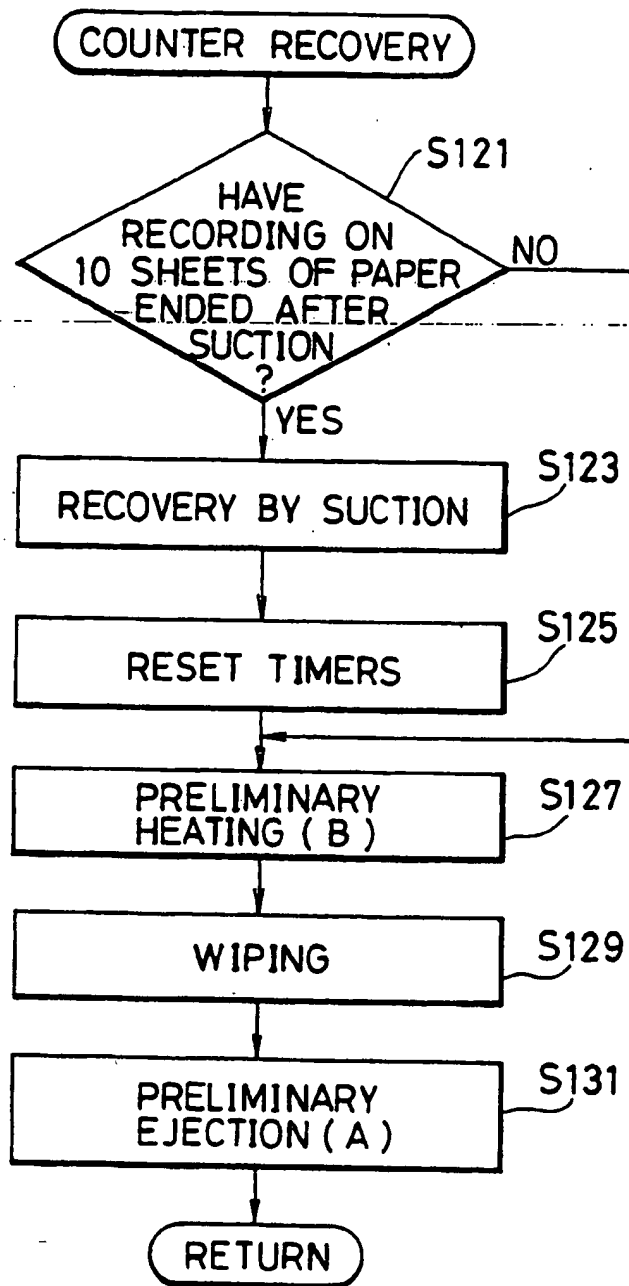 COUNTER RECOVERY
S121
HAVE
RECORDING ON
10 SHEETS OF PAPER
ENDED AFTER
SUCTION
?
NO
YES
S123
RECOVERY BY SUCTION
S125
RESET TIMERS
S127
PRELIMINARY
HEATING (B)
S129
WIPING
S131
PRELIMINARY
EJECTION (A)
RETURN